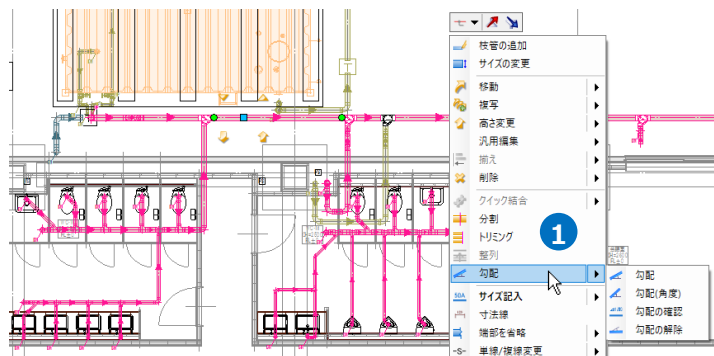 枝管の追加
サイズの変更
移動
複写
高さ変更
汎用編集
揃え
削除
クイック結合
分割
トリミング
整列
勾配
1
勾配
勾配(角度)
勾配の確認
勾配の解除
50A
サイズ記入
寸法線
端部を省略
-S-
単線/複線変更